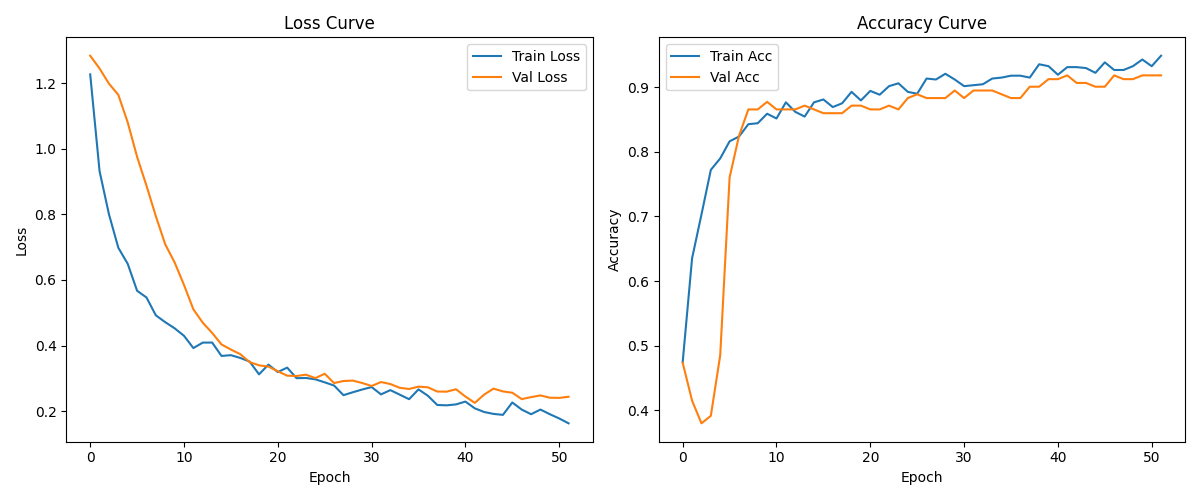 Loss Curve
Train Loss
Val Loss
1.2
1.0
0.8
0.6
0.4
0.2
Loss
0
10
20
30
40
50
Epoch
Accuracy Curve
Train Acc
Val Acc
0.9
0.8
0.7
0.6
0.5
0.4
Accuracy
0
10
20
30
40
50
Epoch